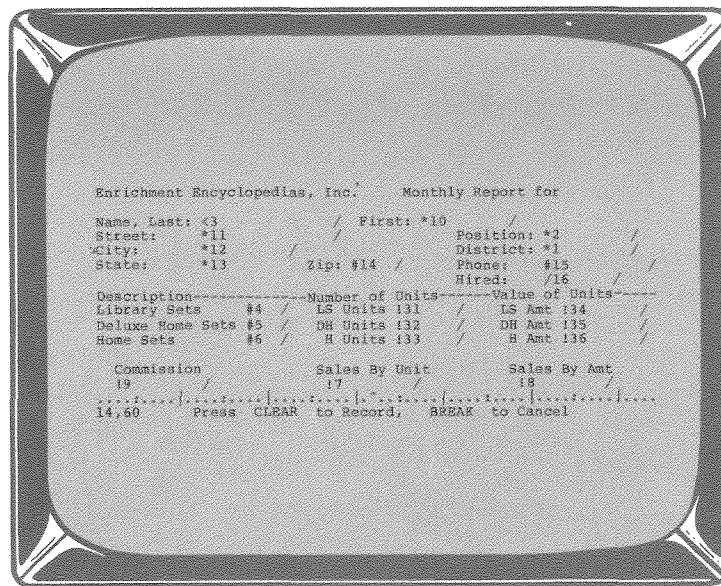 Enrichment Encyclopedias, Inc.     Monthly Report for
Name, Last: <3               /  First: *10       /
Street:     *11              /              Position: *2         /
City:       *12         /                   District: *1         /
State:      *13           Zip: #14  /       Phone:    #15          /
                                            Hired:    /16      /
Description-------------Number of Units------Value of Units-----
Library Sets     #4  /   LS Units !31      /    LS Amt !34       /
Deluxe Home Sets #5  /   DH Units !32      /    DH Amt !35       /
Home Sets        #6  /    H Units !33      /     H Amt !36       /
Commission               Sales By Unit          Sales By Amt
!9        /              !7         /           !8         /
....:....|....:....|....:....|....:....|....:....|....:....|....
14,60      Press  CLEAR  to Record,   BREAK  to Cancel